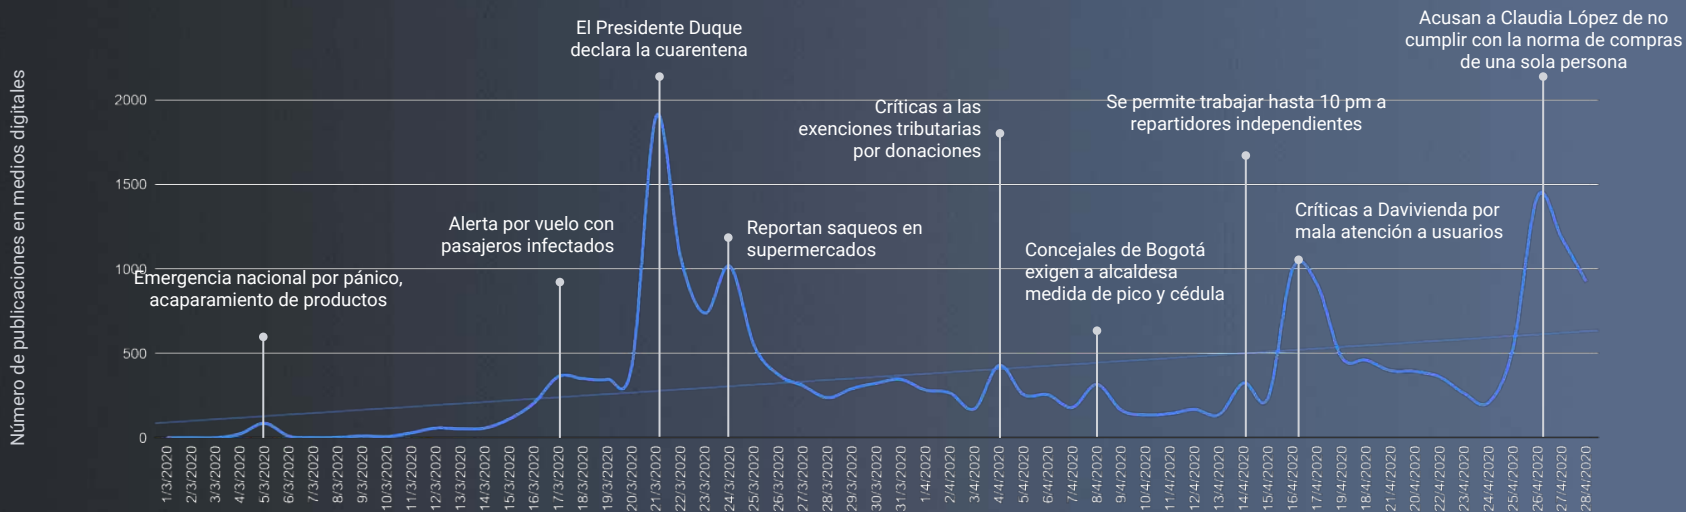 El Presidente Duque
declara la cuarentena
Acusan a Claudia López de no
cumplir con la norma de compras
de una sola persona
Críticas a las
exenciones tributarias
por donaciones
Se permite trabajar hasta 10 pm a
repartidores independientes
Alerta por vuelo con
pasajeros infectados
Reportan saqueos en
supermercados
Críticas a Davivienda por
mala atención a usuarios
Concejales de Bogotá
exigen a alcaldesa
medida de pico y cédula
Emergencia nacional por pánico,
acaparamiento de productos
Número de publicaciones en medios digitales
2000
1500
1000
500
0
1/3/2020
2/3/2020
3/3/2020
4/3/2020
5/3/2020
6/3/2020
7/3/2020
8/3/2020
9/3/2020
10/3/2020
11/3/2020
12/3/2020
13/3/2020
14/3/2020
15/3/2020
16/3/2020
17/3/2020
18/3/2020
19/3/2020
20/3/2020
21/3/2020
22/3/2020
23/3/2020
24/3/2020
25/3/2020
26/3/2020
27/3/2020
28/3/2020
29/3/2020
30/3/2020
31/3/2020
1/4/2020
2/4/2020
3/4/2020
4/4/2020
5/4/2020
6/4/2020
7/4/2020
8/4/2020
9/4/2020
10/4/2020
11/4/2020
12/4/2020
13/4/2020
14/4/2020
15/4/2020
16/4/2020
17/4/2020
19/4/2020
18/4/2020
21/4/2020
20/4/2020
22/4/2020
23/4/2020
24/4/2020
25/4/2020
26/4/2020
27/4/2020
28/4/2020